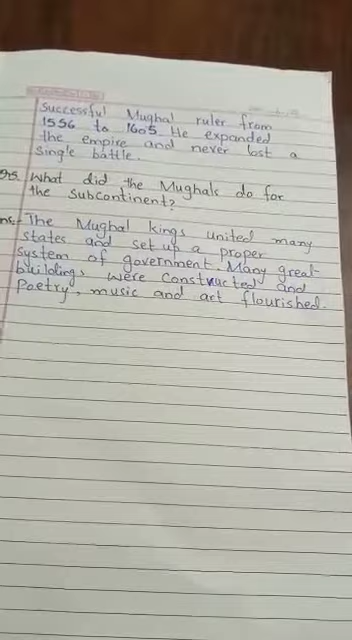 successful Mughal ruler from
1556 to 1605. He expanded
the empire and never lost a
single battle.
What did the Mughals do for
the subcontinent?
The Mughal kings united many
states and set up a proper
system of government. Many great
buildings were constructed and
Poetry, music and art flourished.